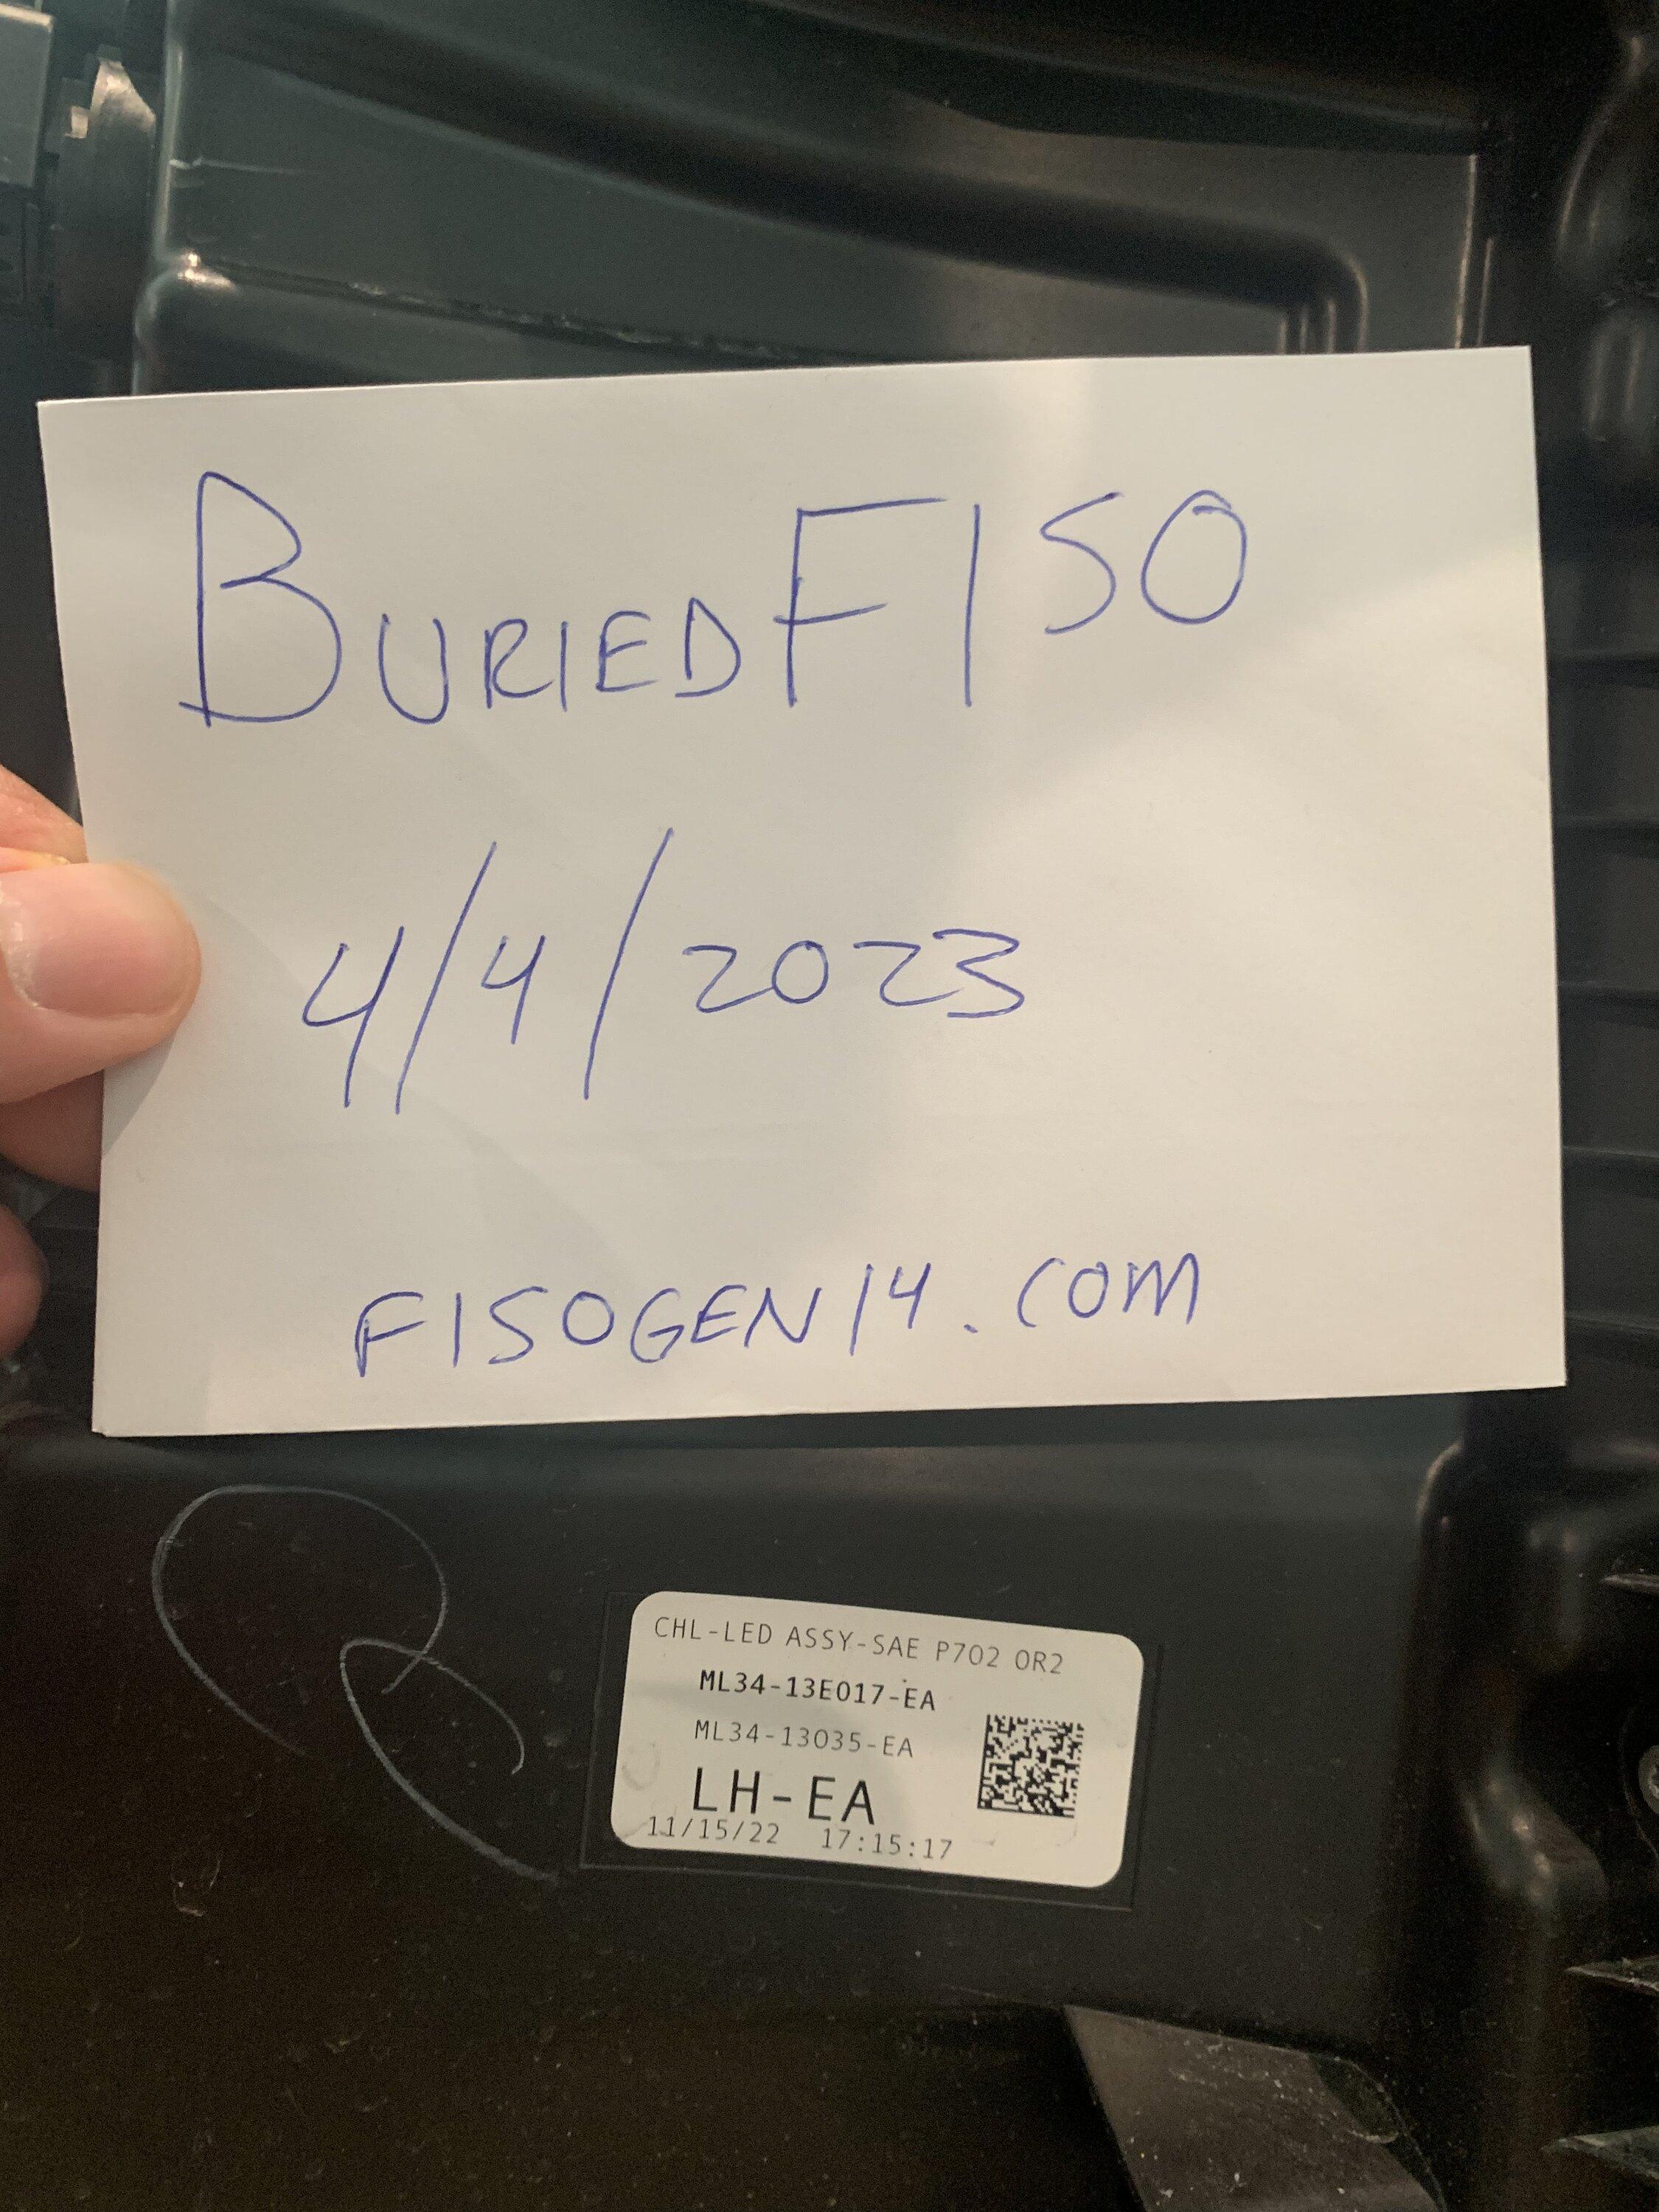 BURIEDF150
4/4/2023
F150GEN14.COM
CHL-LED ASSY-SAE P702 OR2
ML34-13E017-EA
ML34-13035-EA
LH-EA
11/15/22 17:15:17